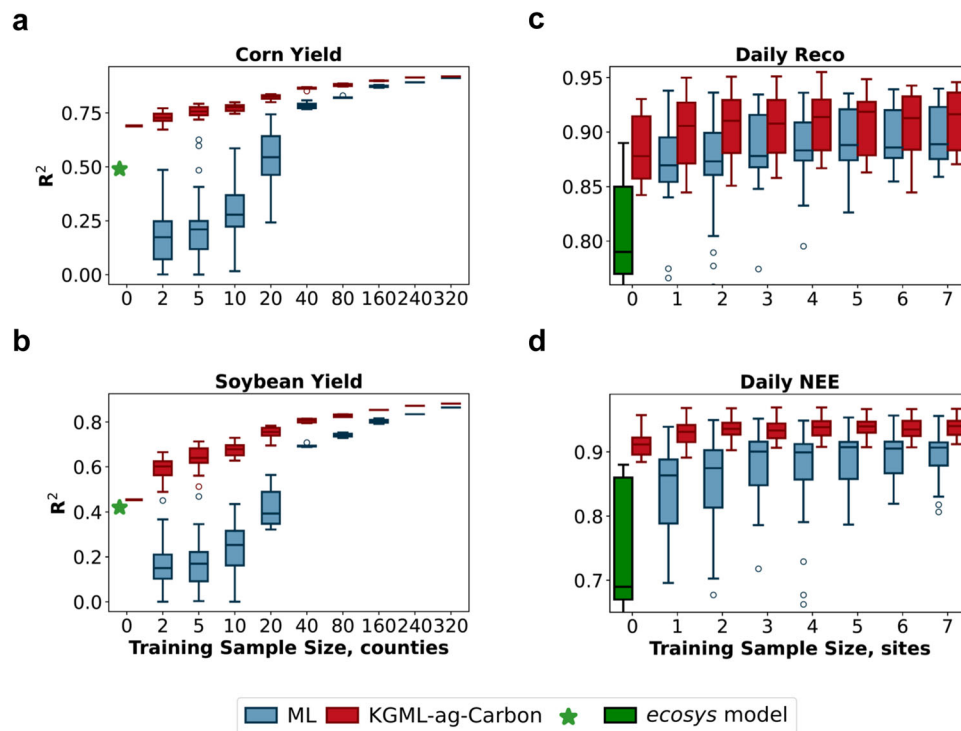 a
Corn Yield
R²
0.75
0.50
0.25
0.00
0 2 5 10 20 40 80 160 240 320
b
Soybean Yield
R²
0.8
0.6
0.4
0.2
0.0
0 2 5 10 20 40 80 160 240 320
Training Sample Size, counties
c
Daily Reco
0.95
0.90
0.85
0.80
0 1 2 3 4 5 6 7
d
Daily NEE
0.9
0.8
0.7
0 1 2 3 4 5 6 7
Training Sample Size, sites
ML KGML-ag-Carbon ecosys model